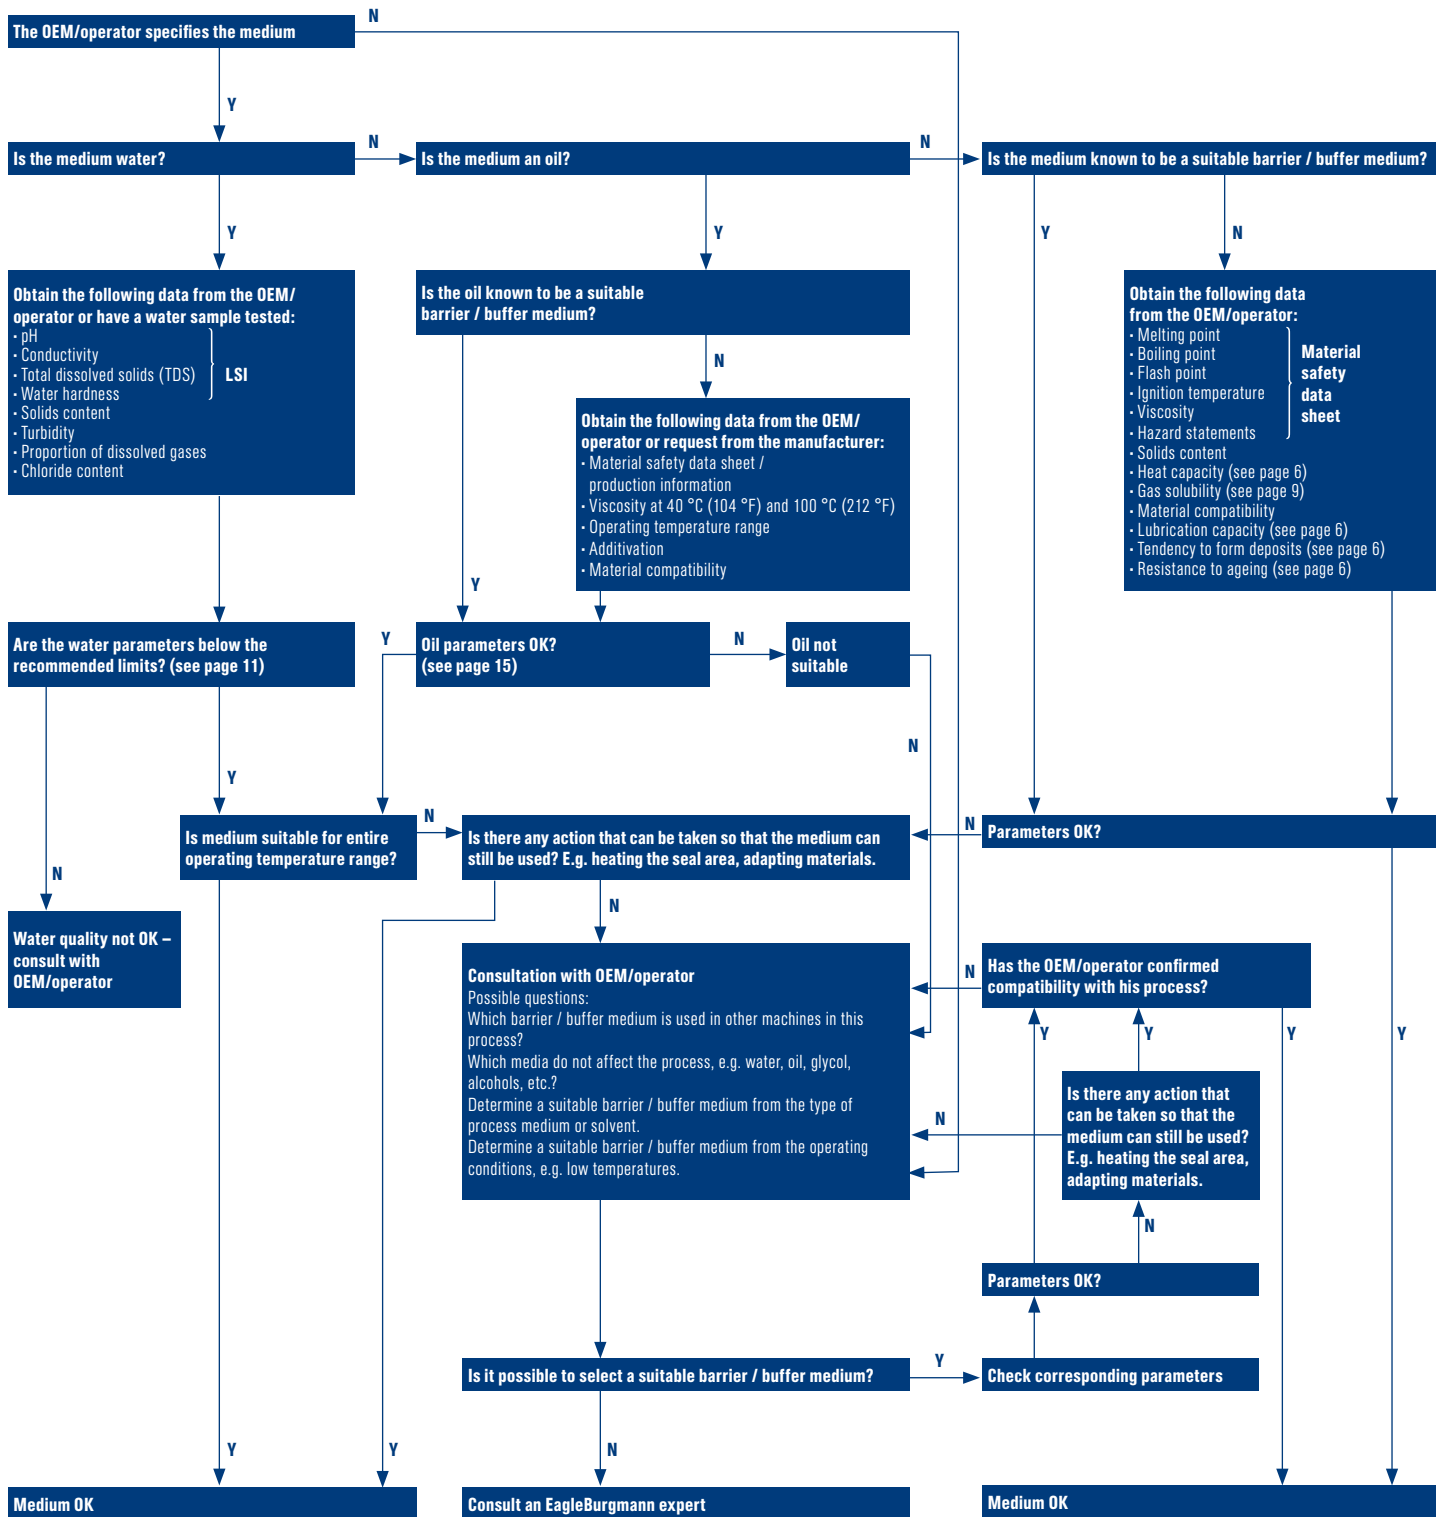 The OEM/operator specifies the medium
N
Y
Is the medium water?
N
Is the medium an oil?
N
Is the medium known to be a suitable barrier / buffer medium?
Y
Y
Y
N
Obtain the following data from the OEM/
operator or have a water sample tested:
· pH
· Conductivity
· Total dissolved solids (TDS)
· Water hardness
LSI
· Solids content
· Turbidity
· Proportion of dissolved gases
· Chloride content
Is the oil known to be a suitable
barrier / buffer medium?
N
Y
Obtain the following data from the OEM/
operator or request from the manufacturer:
· Material safety data sheet /
production information
· Viscosity at 40 °C (104 °F) and 100 °C (212 °F)
· Operating temperature range
· Additivation
· Material compatibility
Obtain the following data
from the OEM/operator:
· Melting point
· Boiling point
· Flash point
· Ignition temperature
· Viscosity
· Hazard statements
Material
safety
data
sheet
· Solids content
· Heat capacity (see page 6)
· Gas solubility (see page 9)
· Material compatibility
· Lubrication capacity (see page 6)
· Tendency to form deposits (see page 6)
· Resistance to ageing (see page 6)
Are the water parameters below the
recommended limits? (see page 11)
Y
Oil parameters OK?
(see page 15)
N
Oil not
suitable
N
Y
N
Is medium suitable for entire
operating temperature range?
N
Is there any action that can be taken so that the medium can
still be used? E.g. heating the seal area, adapting materials.
N
Parameters OK?
Water quality not OK –
consult with
OEM/operator
N
Consultation with OEM/operator
Possible questions:
Which barrier / buffer medium is used in other machines in this
process?
Which media do not affect the process, e.g. water, oil, glycol,
alcohols, etc.?
Determine a suitable barrier / buffer medium from the type of
process medium or solvent.
Determine a suitable barrier / buffer medium from the operating
conditions, e.g. low temperatures.
N
Has the OEM/operator confirmed
compatibility with his process?
Y
Y
Y
Y
N
Is there any action that
can be taken so that the
medium can still be used?
E.g. heating the seal area,
adapting materials.
N
Parameters OK?
Is it possible to select a suitable barrier / buffer medium?
Y
Check corresponding parameters
Y
Y
N
Medium OK
Consult an EagleBurgmann expert
Medium OK